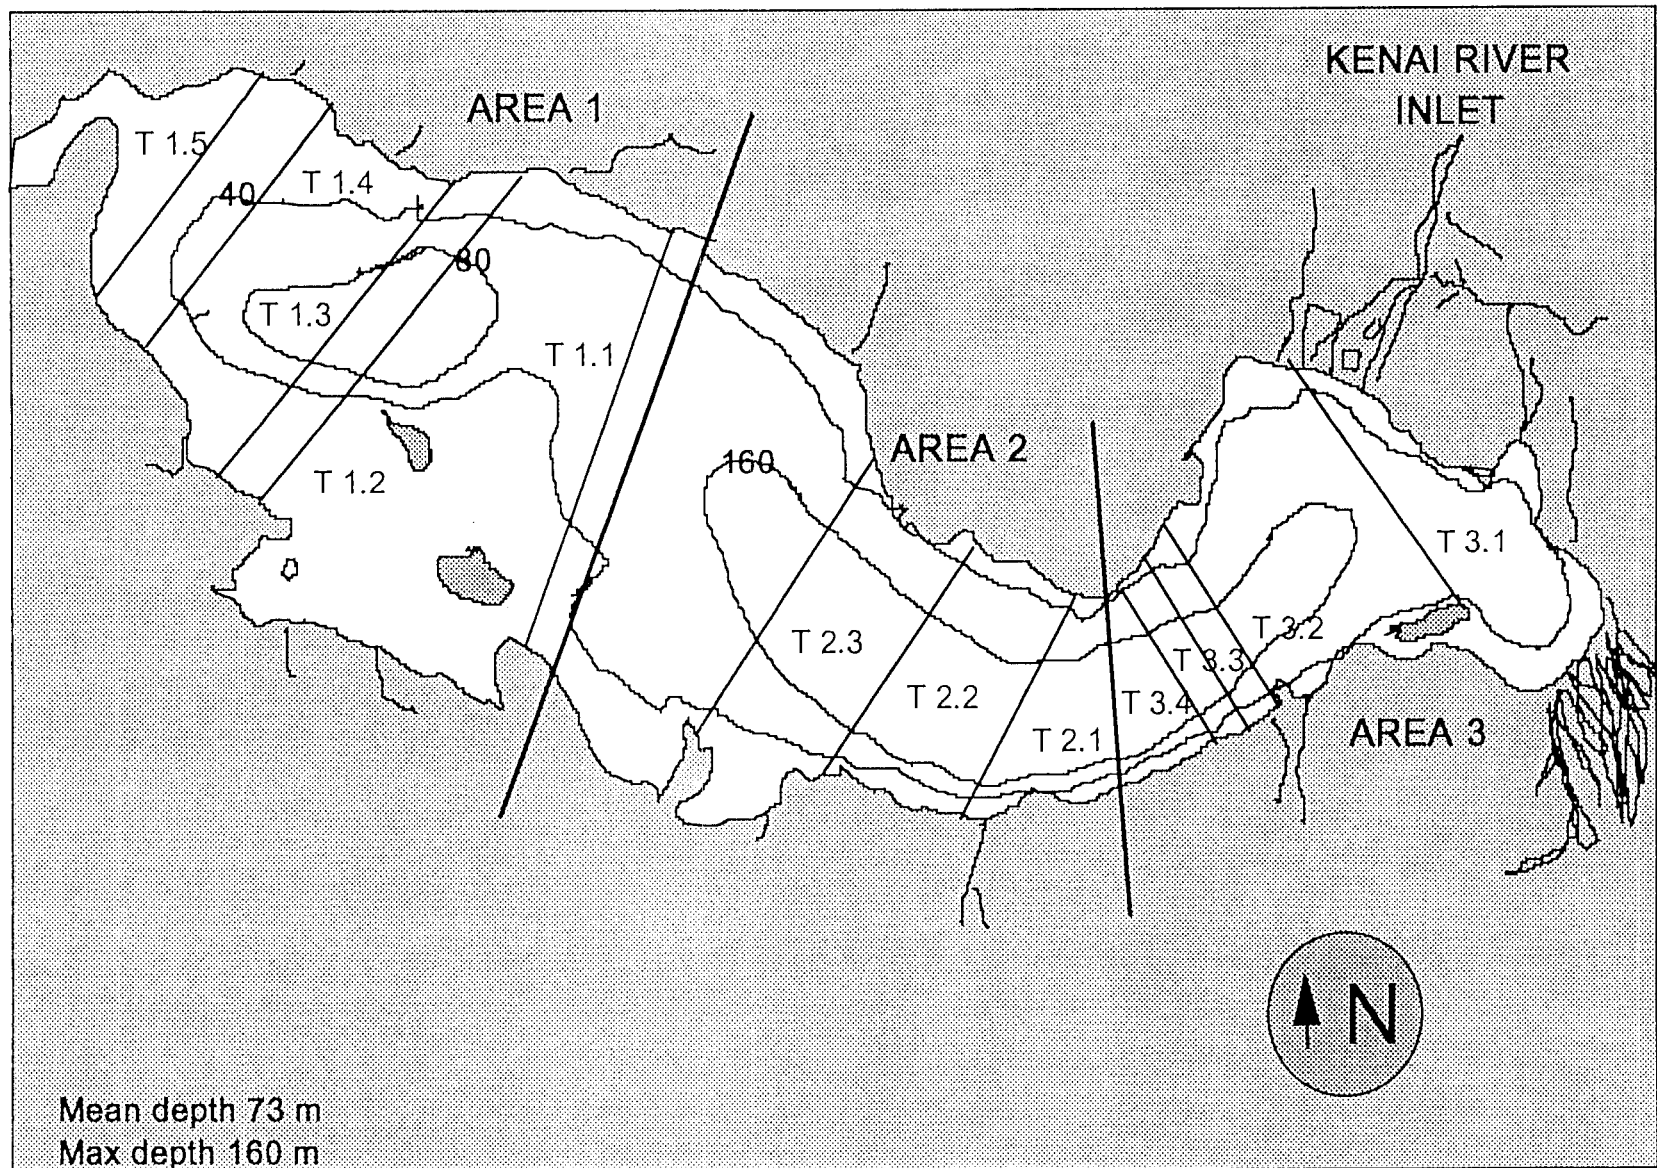 KENAI RIVER
INLET
AREA 1
T 1.5
T 1.4
40
80
T 1.3
T 1.1
T 1.2
AREA 2
160
T 3.1
T 2.3
T 3.2
T 3.3
T 2.2
T 3.4
T 2.1
AREA 3
N
Mean depth 73 m
Max depth 160 m